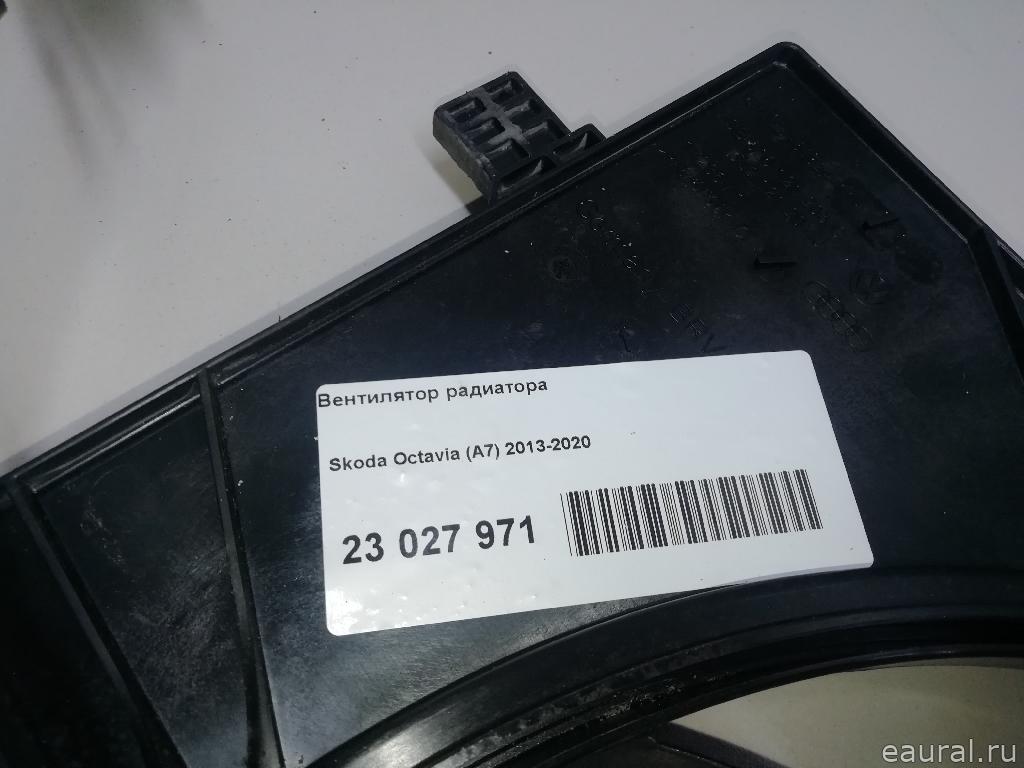 Вентилятор радиатора
Skoda Octavia (A7) 2013-2020
23 027 971
eaural.ru